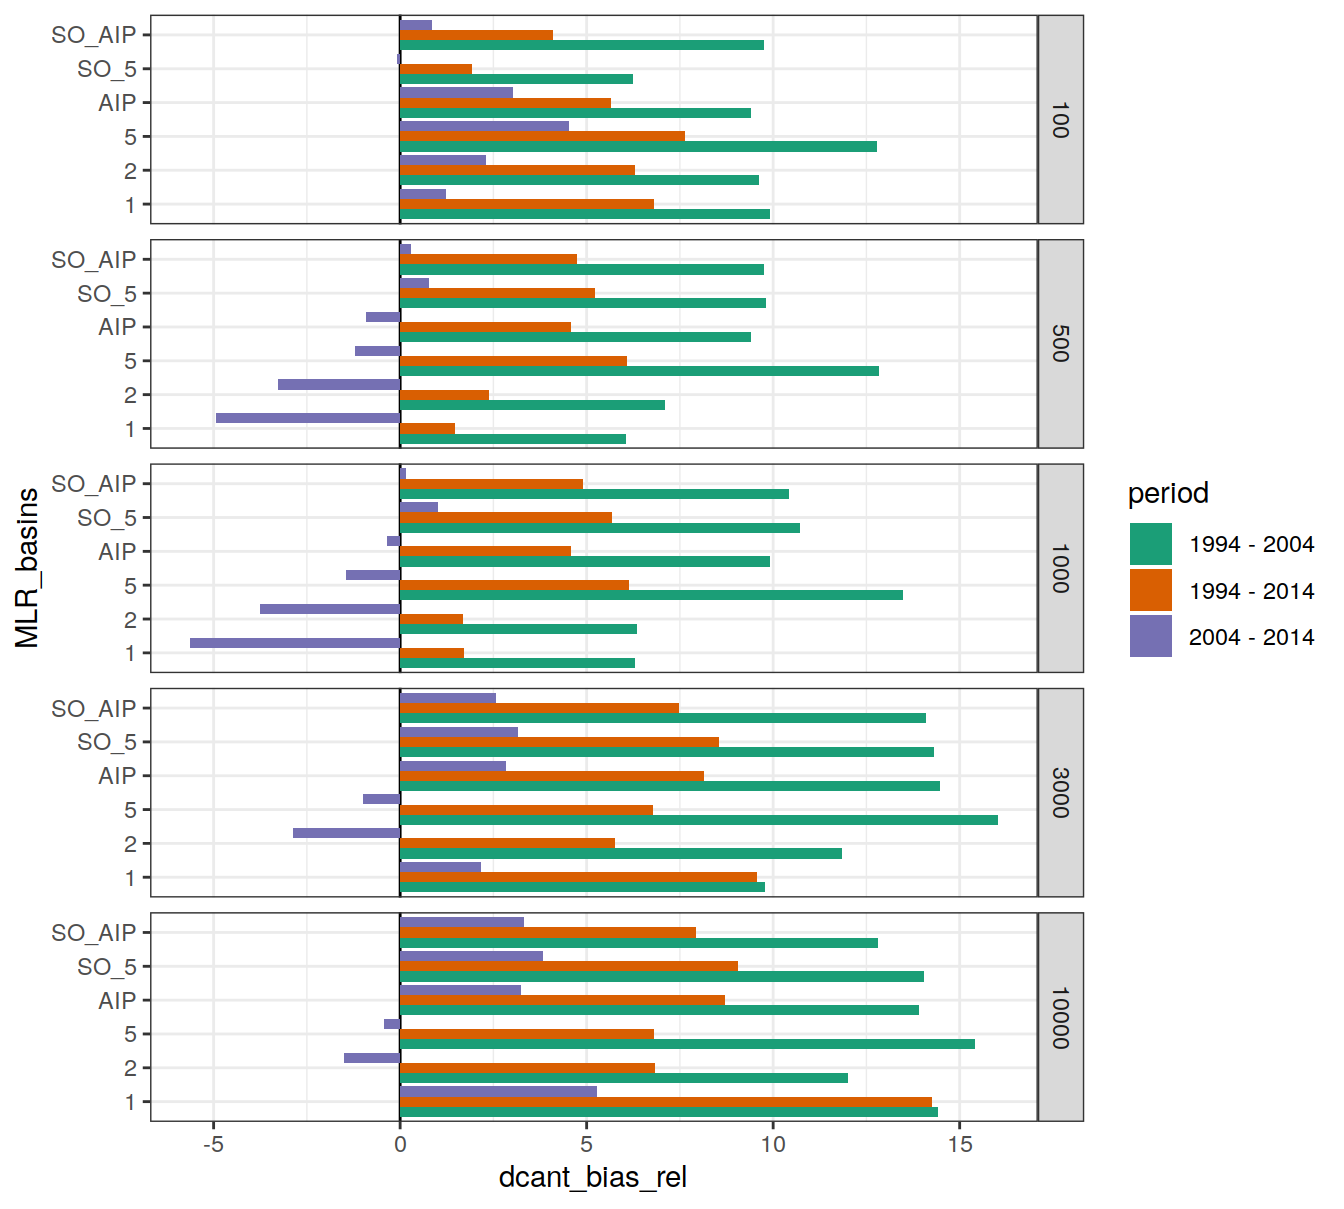 SO_AIP
SO_5
AIP
5
2
1
100
SO_AIP
SO_5
AIP
5
2
1
500
SO_AIP
SO_5
AIP
5
2
1
1000
SO_AIP
SO_5
AIP
5
2
1
3000
SO_AIP
SO_5
AIP
5
2
1
10000
-5
0
5
10
15
dcant_bias_rel
MLR_basins
period
1994 - 2004
1994 - 2014
2004 - 2014